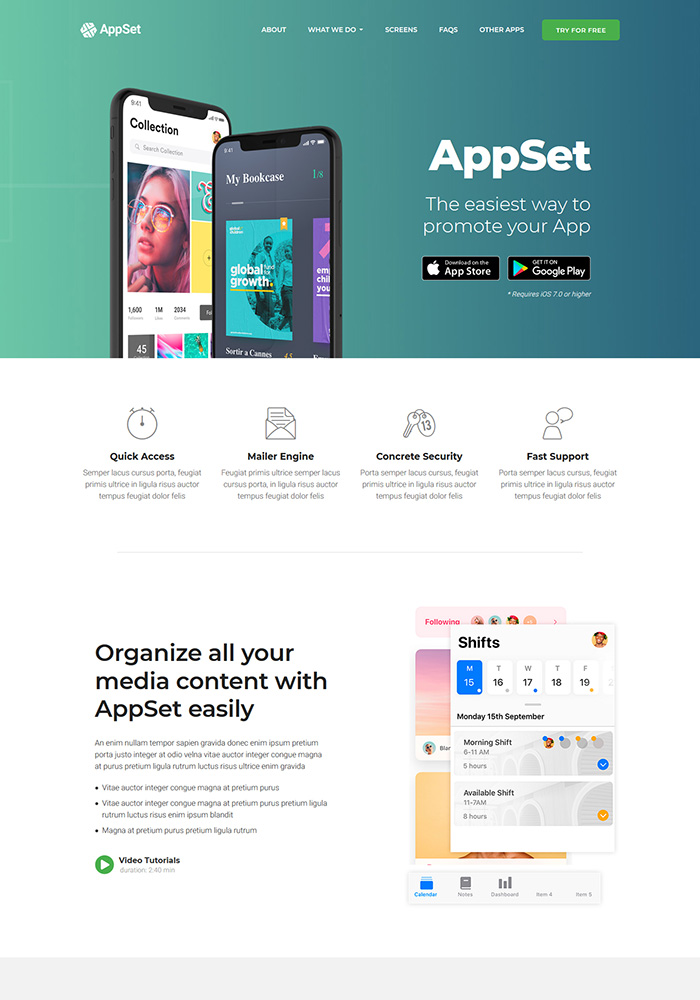 AppSet
ABOUT
WHAT WE DO
SCREENS
FAQS
OTHER APPS
TRY FOR FREE
9:41
Collection
Search Collection
1,600
1M
2034
Followers
Likes
Comments
45
9:41
My Bookcase
1/8
global fund for growth.
Sortir a Cannes
4.5
AppSet
The easiest way to
promote your App
Download on the
App Store
GET IT ON
Google Play
* Requires iOS 7.0 or higher
Quick Access
Semper lacus cursus porta, feugiat
primis ultrice in ligula risus auctor
tempus feugiat dolor felis
Mailer Engine
Feugiat primis ultrice semper lacus
cursus porta, in ligula risus auctor
tempus feugiat dolor felis
13
Concrete Security
Porta semper lacus cursus, feugiat
primis ultrice in ligula risus auctor
tempus feugiat dolor felis
Fast Support
Porta semper lacus cursus, feugiat
primis ultrice in ligula risus auctor
tempus feugiat dolor felis
Organize all your
media content with
AppSet easily
An enim nullam tempor sapien gravida donec enim ipsum pretium
porta justo integer at odio velna vitae auctor integer congue magna
at purus pretium ligula rutrum luctus risus ultrice enim gravida
Vitae auctor integer congue magna at pretium purus
Vitae auctor integer congue magna at purus pretium ligula
rutrum luctus risus enim ipsum blandit
Magna at pretium purus pretium ligula rutrum
Video Tutorials
duration: 2:40 min
Following
Shifts
M T W T F
15 16 17 18 19
Monday 15th September
Morning Shift
6-11 AM
5 hours
Available Shift
11-7AM
8 hours
Calendar
Notes
Dashboard
Item 4
Item 5